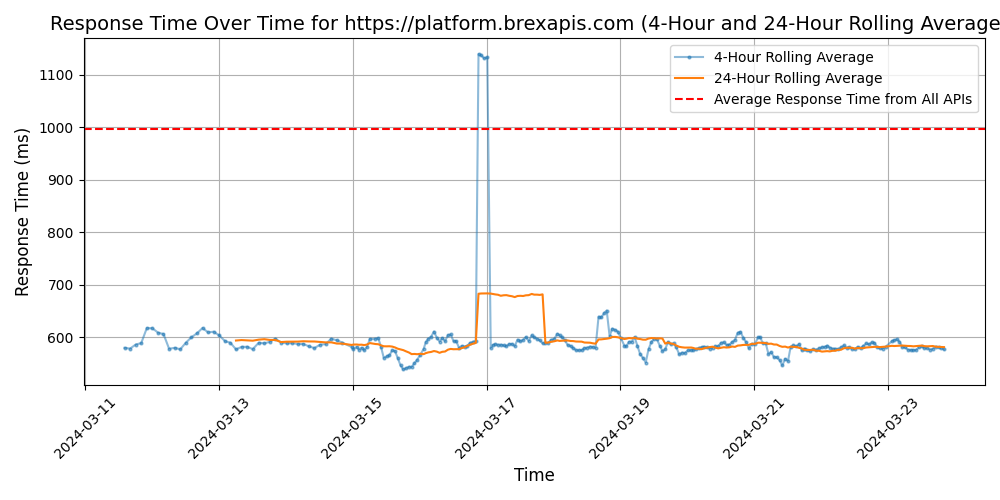 Response Time Over Time for https://platform.brexapis.com (4-Hour and 24-Hour Rolling Average
4-Hour Rolling Average
24-Hour Rolling Average
Average Response Time from All APIs
Response Time (ms)
1100
1000
900
800
700
600
2024-03-11
2024-03-13
2024-03-15
2024-03-17
2024-03-19
2024-03-21
2024-03-23
Time